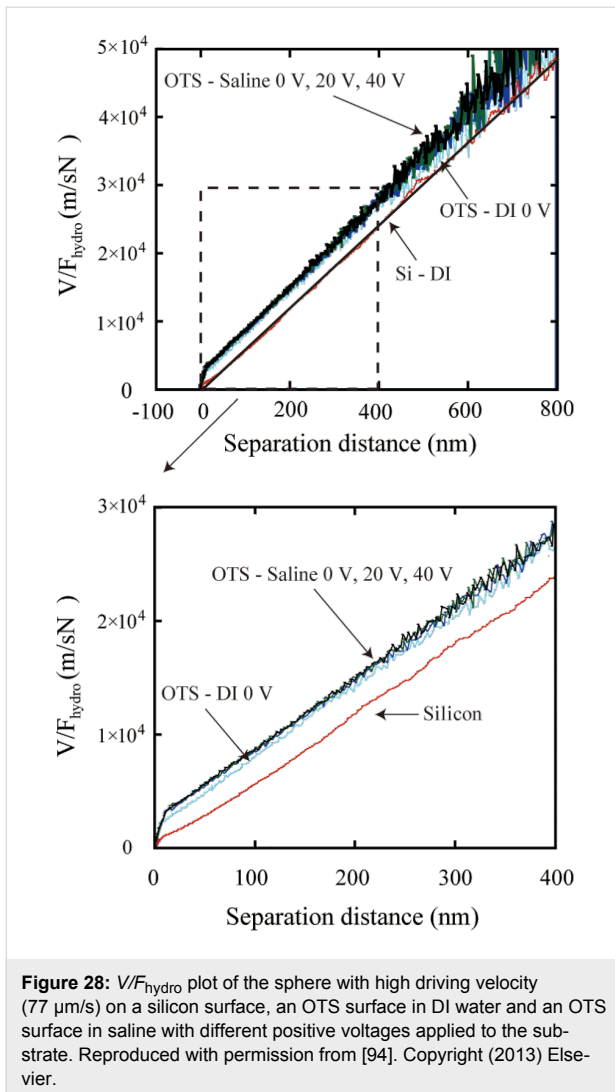 5×10⁴
OTS - Saline 0 V, 20 V, 40 V
4×10⁴
3×10⁴
OTS - DI 0 V
2×10⁴
Si - DI
1×10⁴
0
V/F_hydro (m/sN)
-100 0 200 400 600 800
Separation distance (nm)
3×10⁴
OTS - Saline 0 V, 20 V, 40 V
2×10⁴
OTS - DI 0 V
1×10⁴
Silicon
0
V/F_hydro (m/sN)
0 100 200 300 400
Separation distance (nm)
Figure 28: V/F_hydro plot of the sphere with high driving velocity
(77 μm/s) on a silicon surface, an OTS surface in DI water and an OTS
surface in saline with different positive voltages applied to the sub-
strate. Reproduced with permission from [94]. Copyright (2013) Else-
vier.